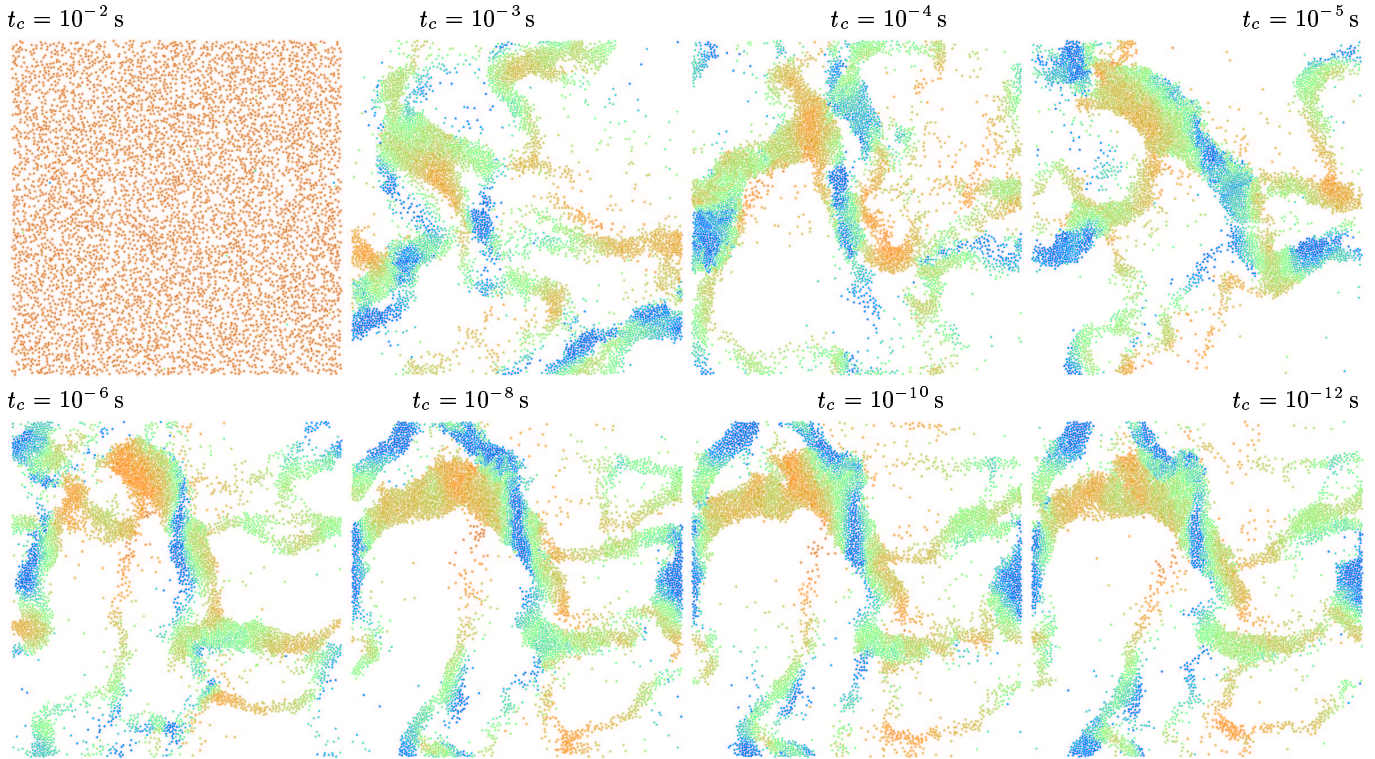 t_c = 10^{-2} s
t_c = 10^{-3} s
t_c = 10^{-4} s
t_c = 10^{-5} s
t_c = 10^{-6} s
t_c = 10^{-8} s
t_c = 10^{-10} s
t_c = 10^{-12} s